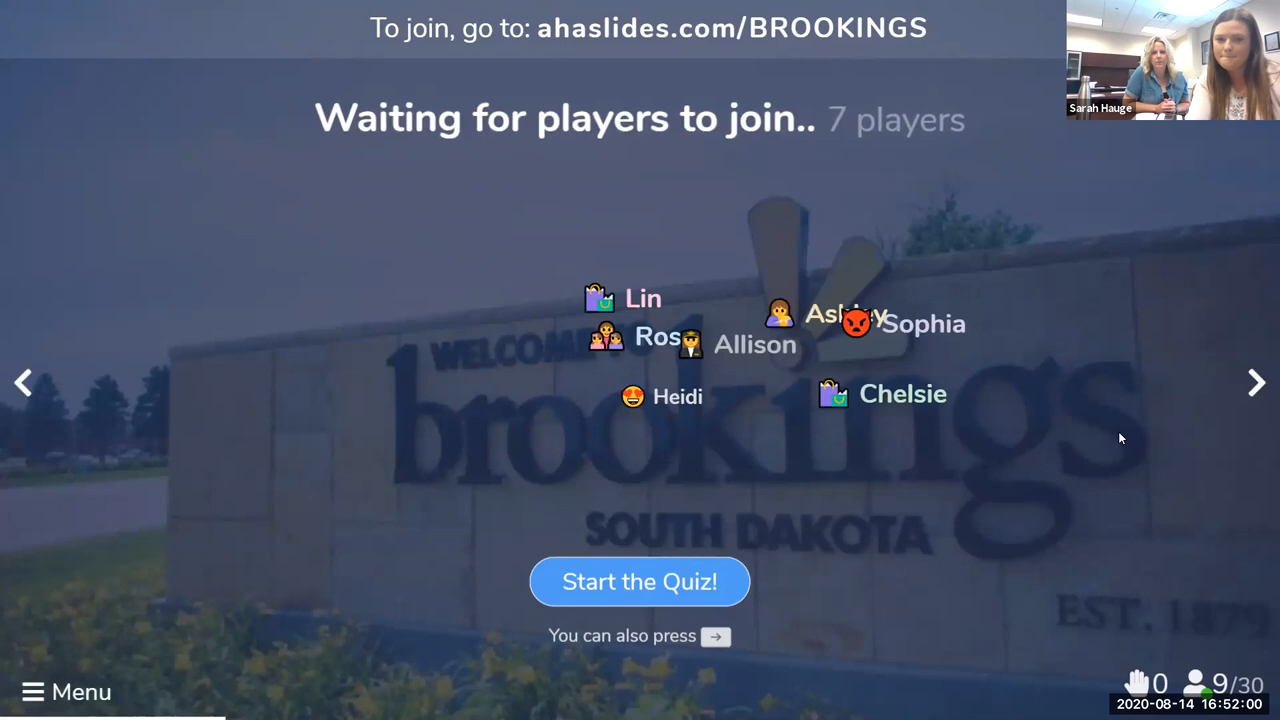 To join, go to: ahaslides.com/BROOKINGS
Sarah Hauge
Waiting for players to join.. 7 players
Lin
Ashley
Sophia
Ros
Allison
Heidi
Chelsie
WELCOME TO
brookings
SOUTH DAKOTA
Start the Quiz!
EST. 1879
You can also press →
Menu
0 9/30
2020-08-14 16:52:00